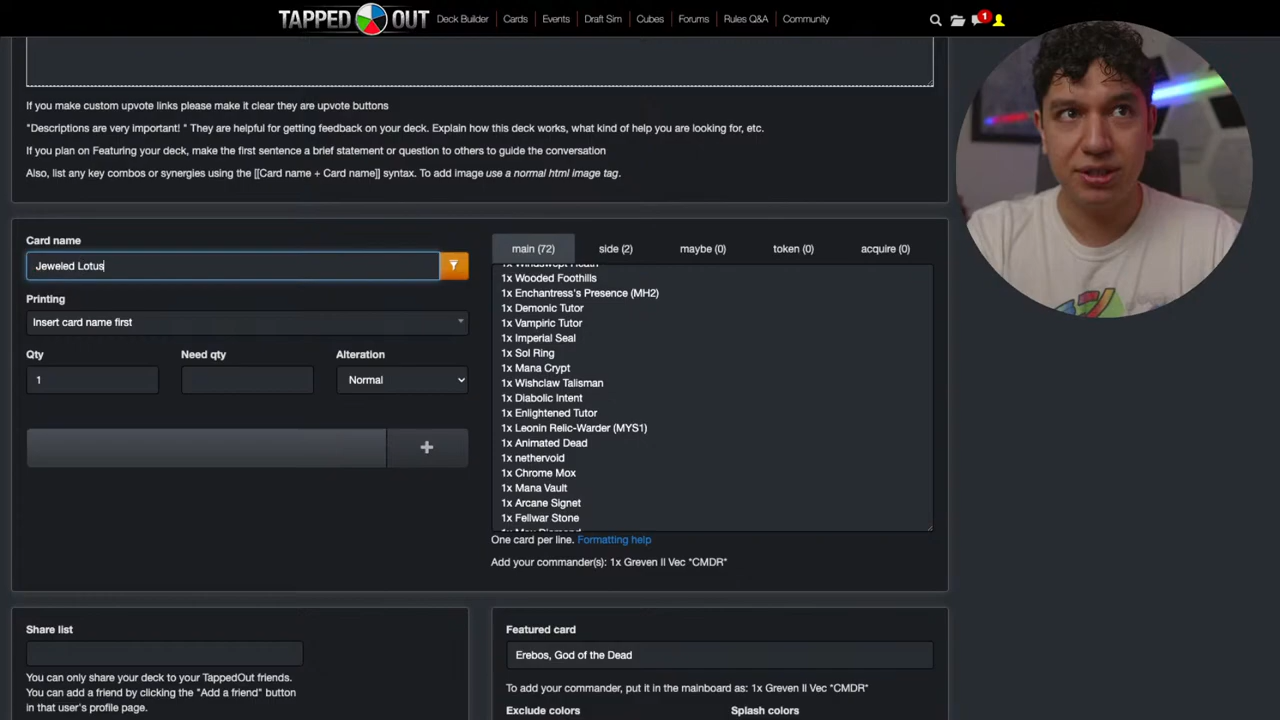 TAPPED OUT
Deck Builder Cards Events Draft Sim Cubes Forums Rules Q&A Community
1
If you make custom upvote links please make it clear they are upvote buttons
"Descriptions are very important! " They are helpful for getting feedback on your deck. Explain how this deck works, what kind of help you are looking for, etc.
If you plan on Featuring your deck, make the first sentence a brief statement or question to others to guide the conversation
Also, list any key combos or synergies using the [[Card name + Card name]] syntax. To add image use a normal html image tag.
Card name
Jeweled Lotus
Printing
Insert card name first
Qty
Need qty
Alteration
1
Normal
main (72)
side (2)
maybe (0)
token (0)
acquire (0)
1x Windswept Heath
1x Wooded Foothills
1x Enchantress's Presence (MH2)
1x Demonic Tutor
1x Vampiric Tutor
1x Imperial Seal
1x Sol Ring
1x Mana Crypt
1x Wishclaw Talisman
1x Diabolic Intent
1x Enlightened Tutor
1x Leonin Relic-Warder (MYS1)
1x Animated Dead
1x nethervoid
1x Chrome Mox
1x Mana Vault
1x Arcane Signet
1x Fellwar Stone
One card per line. Formatting help
Add your commander(s): 1x Greven Il Vec *CMDR*
Share list
You can only share your deck to your TappedOut friends.
You can add a friend by clicking the "Add a friend" button
in that user's profile page.
Featured card
Erebos, God of the Dead
To add your commander, put it in the mainboard as: 1x Greven Il Vec *CMDR*
Exclude colors
Splash colors